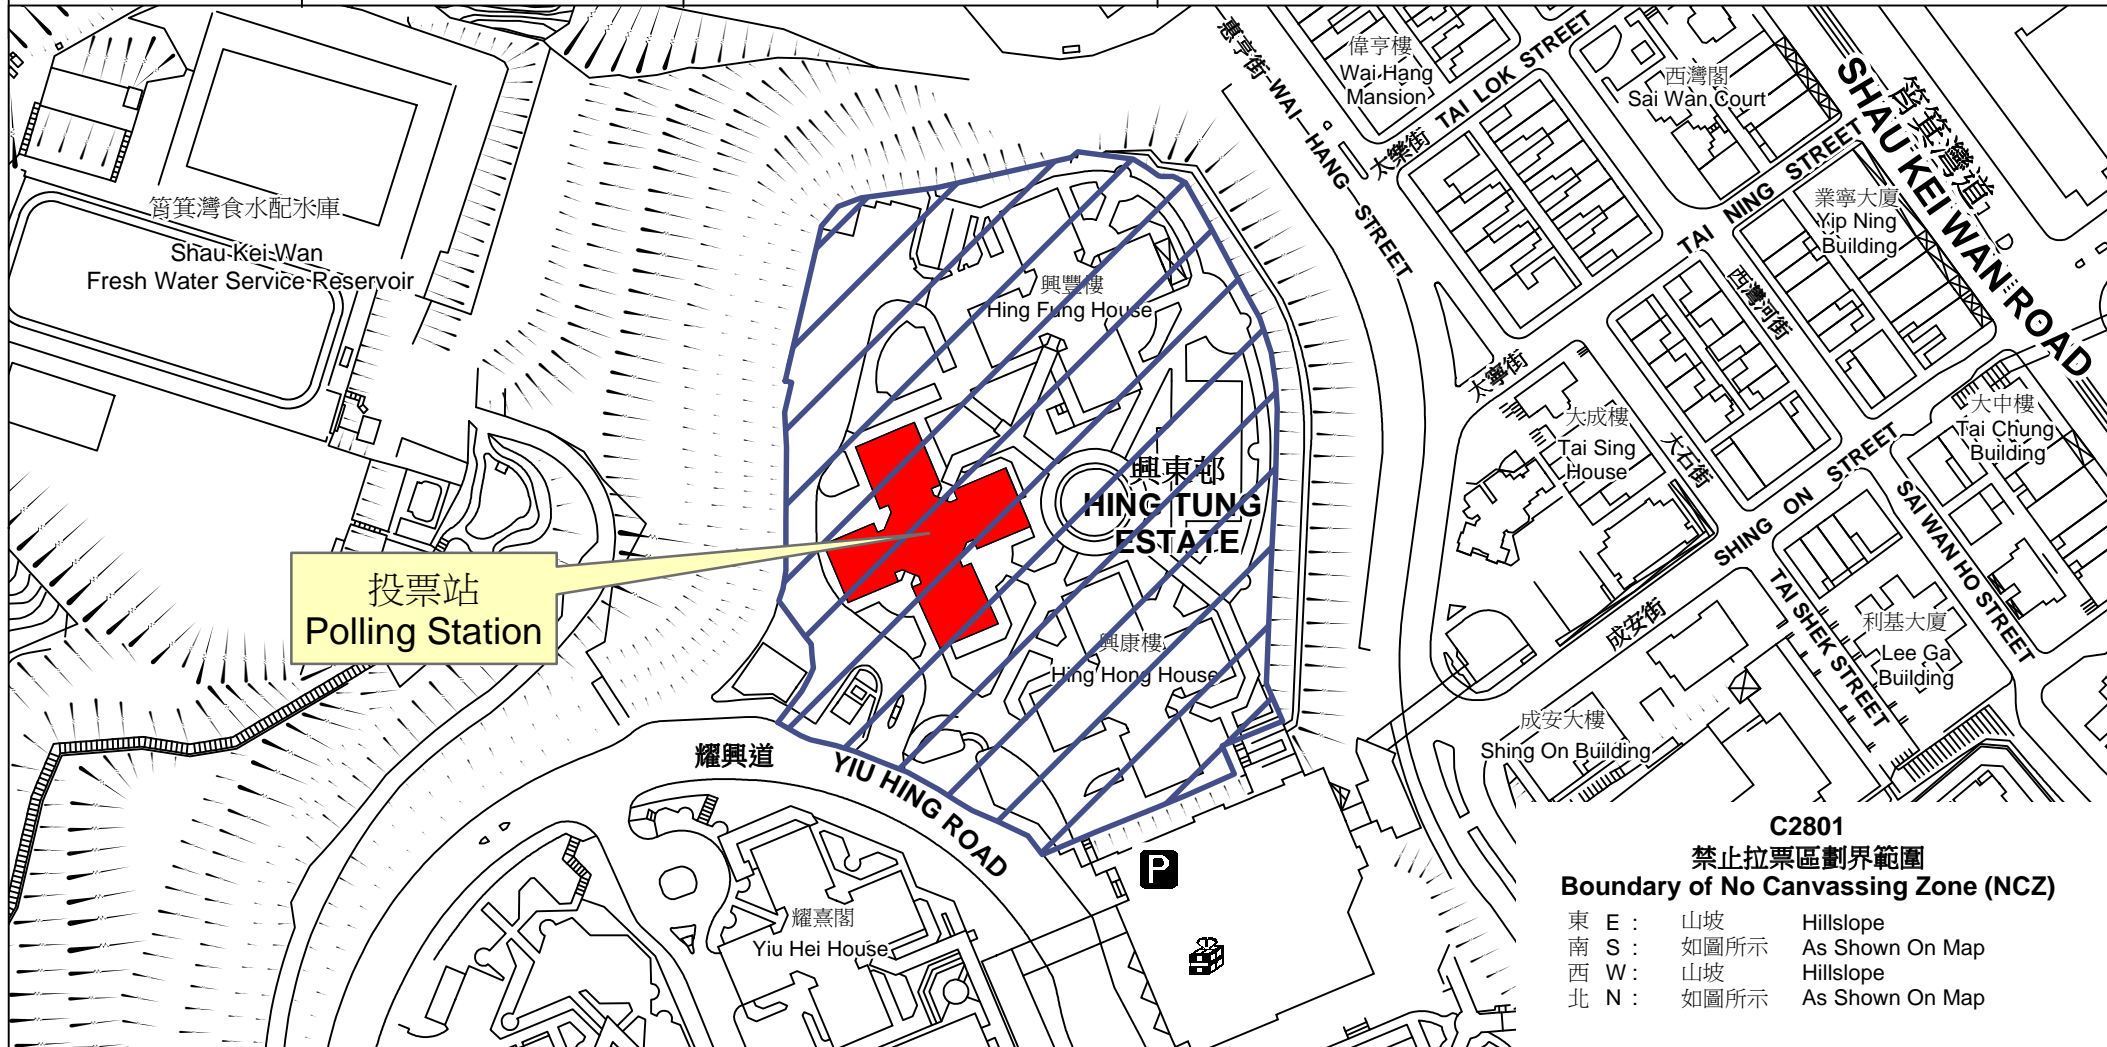 惠亨街 WAI HANG STREET
偉亨樓
Wai Hang
Mansion
太樂街 TAI LOK STREET
西灣閣
Sai Wan Court
筲箕灣道
SHAU KEI WAN ROAD
TAI NING STREET
太寧街
業寧大廈
Yip Ning
Building
西灣河街
筲箕灣食水配水庫
Shau Kei Wan
Fresh Water Service Reservoir
興豐樓
Hing Fung House
大成樓
Tai Sing
House
大石街
大中樓
Tai Chung
Building
興東邨
HING TUNG
ESTATE
SHING ON STREET
成安街
SAI WAN HO STREET
TAI SHEK STREET
投票站
Polling Station
興康樓
Hing Hong House
利基大廈
Lee Ga
Building
成安大樓
Shing On Building
耀興道
YIU HING ROAD
P
耀熹閣
Yiu Hei House
C2801
禁止拉票區劃界範圍
Boundary of No Canvassing Zone (NCZ)
東 E : 山坡 Hillslope
南 S : 如圖所示 As Shown On Map
西 W : 山坡 Hillslope
北 N : 如圖所示 As Shown On Map